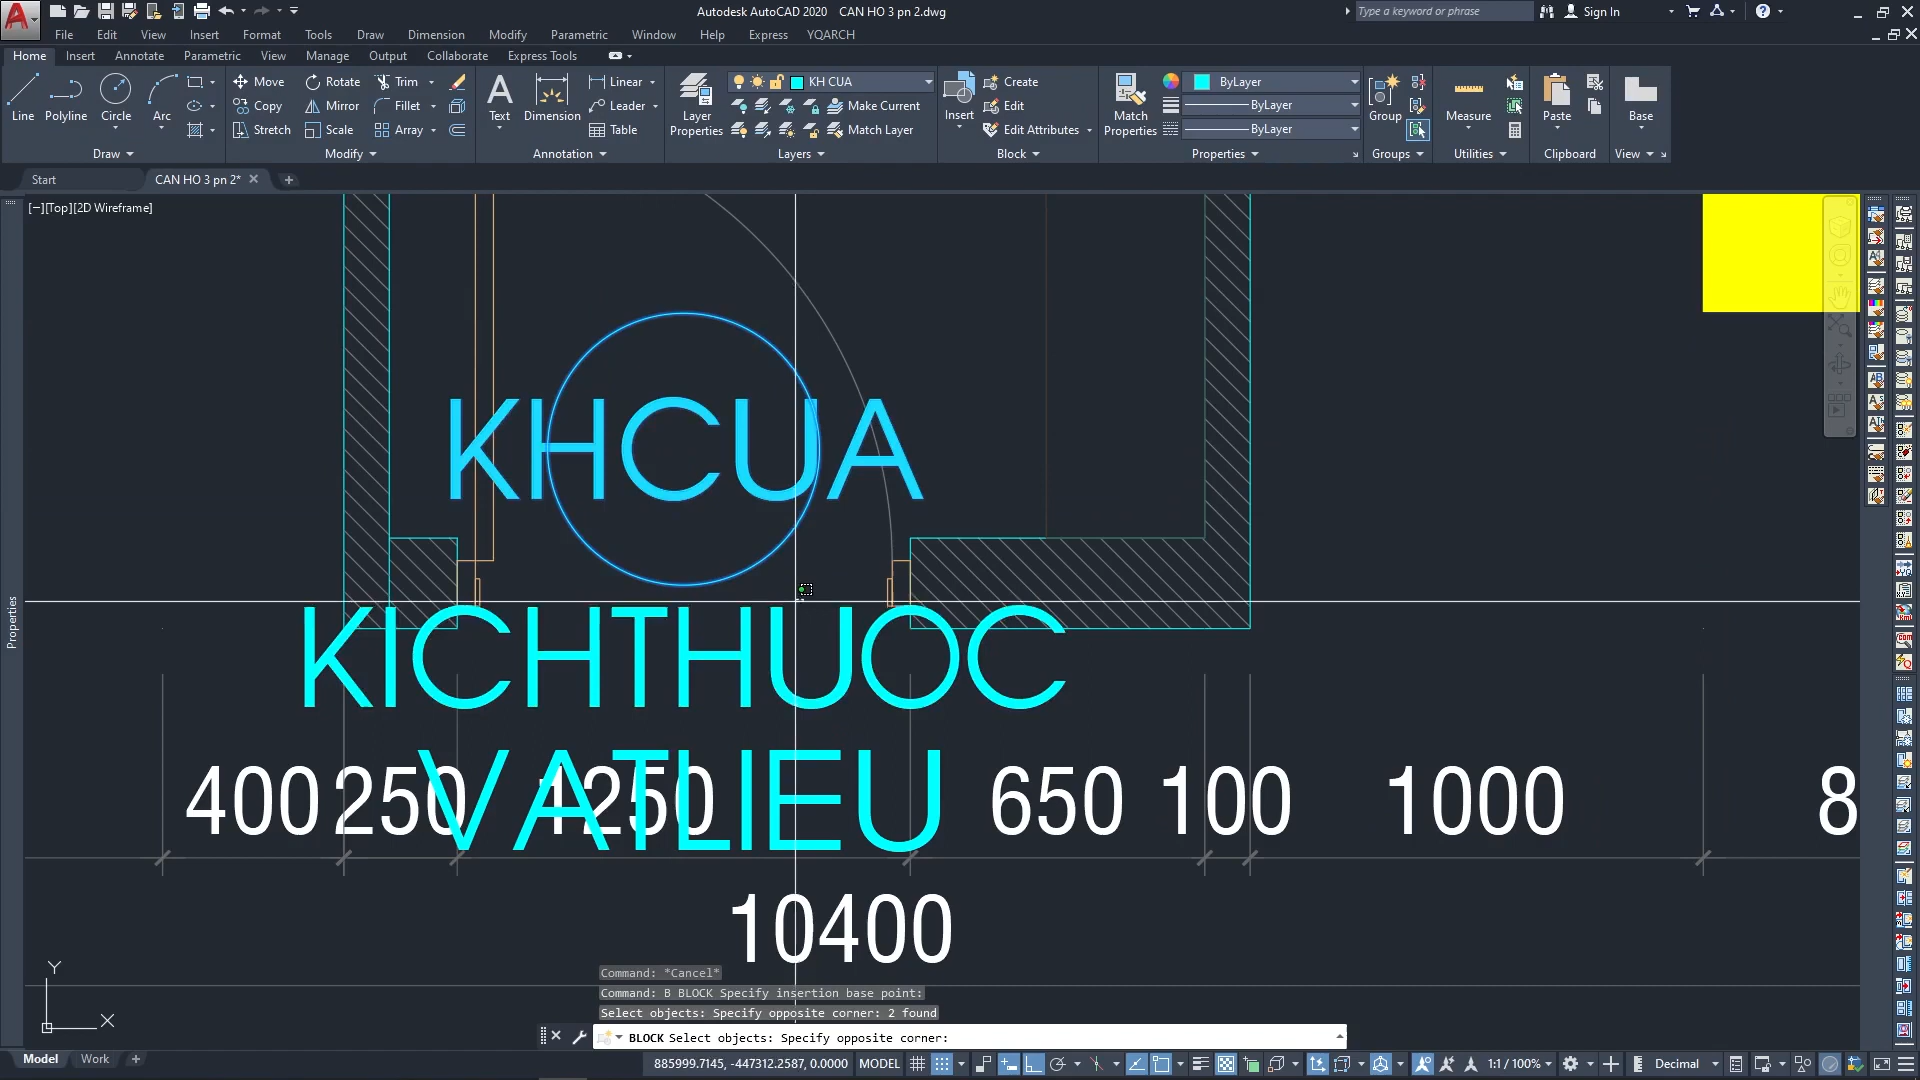 Autodesk AutoCAD 2020 CAN HO 3 pn 2.dwg
Type a keyword or phrase
Sign In
File Edit View Insert Format Tools Draw Dimension Modify Parametric Window Help Express YQARCH
Home Insert Annotate Parametric View Manage Output Collaborate Express Tools
Line Polyline Circle Arc
Move Rotate Trim
Copy Mirror Fillet
Stretch Scale Array
Text Dimension
Linear
Leader
Table
Layer Properties
KH CUA
Make Current
Match Layer
Insert
Create
Edit
Edit Attributes
Match Properties
ByLayer
ByLayer
ByLayer
Group
Measure
Paste
Base
Draw Modify Annotation Layers Block Properties Groups Utilities Clipboard View
Start CAN HO 3 pn 2*
[−][Top][2D Wireframe]
Properties
KHCUA
KICHTHUOC
VATLIEU
400 250 1250 650 100 1000 8
10400
Y
X
Command: *Cancel*
Command: B BLOCK Specify insertion base point:
Select objects: Specify opposite corner: 2 found
BLOCK Select objects: Specify opposite corner:
Model Work
885999.7145, -447312.2587, 0.0000 MODEL 1:1 / 100% Decimal